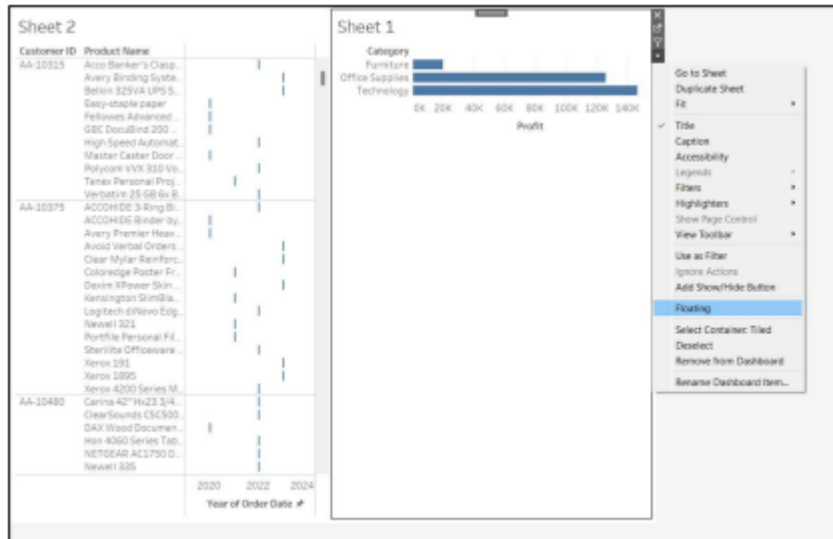 Sheet 2
Customer ID Product Name
AA-10315 Acco Banker's Clasp..
Avery Binding Syste..
Belkin 325VA UPS S..
Easy-staple paper
Fellowes Advanced ..
GBC DocuBind 200 ..
High Speed Automat..
Master Caster Door ..
Polycom VVX 310 Vo..
Tenex Personal Proj..
Verbatim 25 GB 6x B..
AA-10375 ACCOHIDE 3-Ring Bi..
ACCOHIDE Binder by..
Avery Premier Heav..
Avoid Verbal Orders..
Clear Mylar Reinforc..
Coloredge Poster Fr..
Dexim XPower Skin ..
Kensington SlimBla..
Logitech diNovo Edg..
Newell 321
Portfile Personal Fil..
Sterilite Officeware ..
Xerox 191
Xerox 1895
Xerox 4200 Series M..
AA-10480 Carina 42" Hx23 3/4..
ClearSounds CSC500..
DAX Wood Documen..
Hon 4060 Series Tab..
NETGEAR AC1750 D..
Newell 335
2020 2022 2024
Year of Order Date
Sheet 1
Category
Furniture
Office Supplies
Technology
0K 20K 40K 60K 80K 100K 120K 140K
Profit
Go to Sheet
Duplicate Sheet
Fit
Title
Caption
Accessibility
Legends
Filters
Highlighters
Show Page Control
View Toolbar
Use as Filter
Ignore Actions
Add Show/Hide Button
Floating
Select Container: Tiled
Deselect
Remove from Dashboard
Rename Dashboard Item...